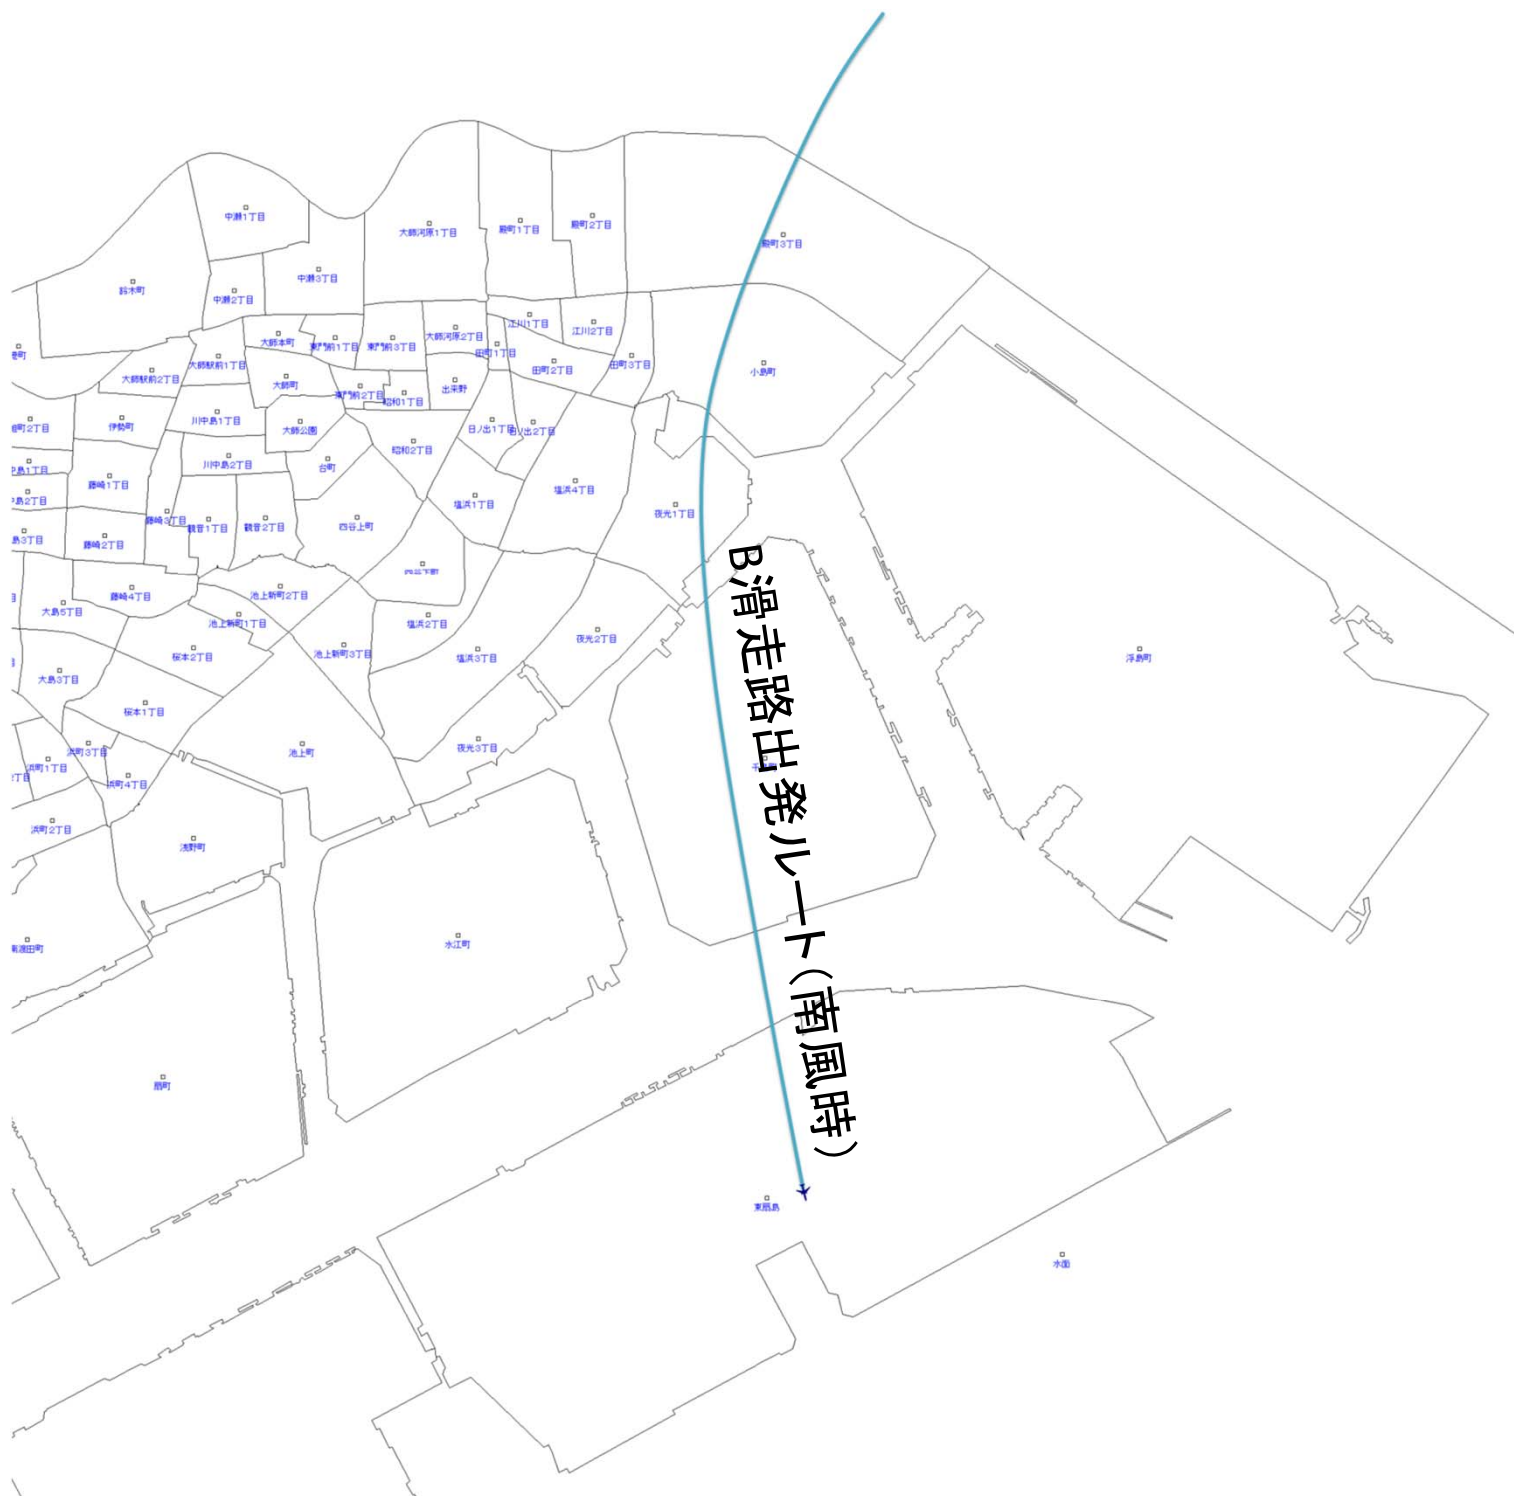 中瀬1丁目
大師河原1丁目
殿町1丁目
殿町2丁目
殿町3丁目
鈴木町
中瀬2丁目
中瀬3丁目
大師本町
東門前1丁目
東門前3丁目
大師河原2丁目
江川1丁目
江川2丁目
田町1丁目
田町2丁目
田町3丁目
小島町
大師駅前1丁目
大師駅前2丁目
大師町
東門前2丁目
昭和1丁目
出来野
伊勢町
川中島1丁目
大師公園
日ノ出1丁目
日ノ出2丁目
昭和2丁目
川中島2丁目
台町
藤崎1丁目
塩浜4丁目
塩浜1丁目
夜光1丁目
藤崎3丁目
観音1丁目
観音2丁目
四谷上町
藤崎2丁目
四谷下町
藤崎4丁目
池上新町2丁目
大島5丁目
池上新町1丁目
塩浜2丁目
夜光2丁目
池上新町3丁目
桜本2丁目
塩浜3丁目
浮島町
大島3丁目
桜本1丁目
夜光3丁目
池上町
浜町3丁目
浜町1丁目
浜町4丁目
浜町2丁目
浅野町
水江町
南渡田町
扇町
B滑走路出発ルート(南風時)
東扇島
水面